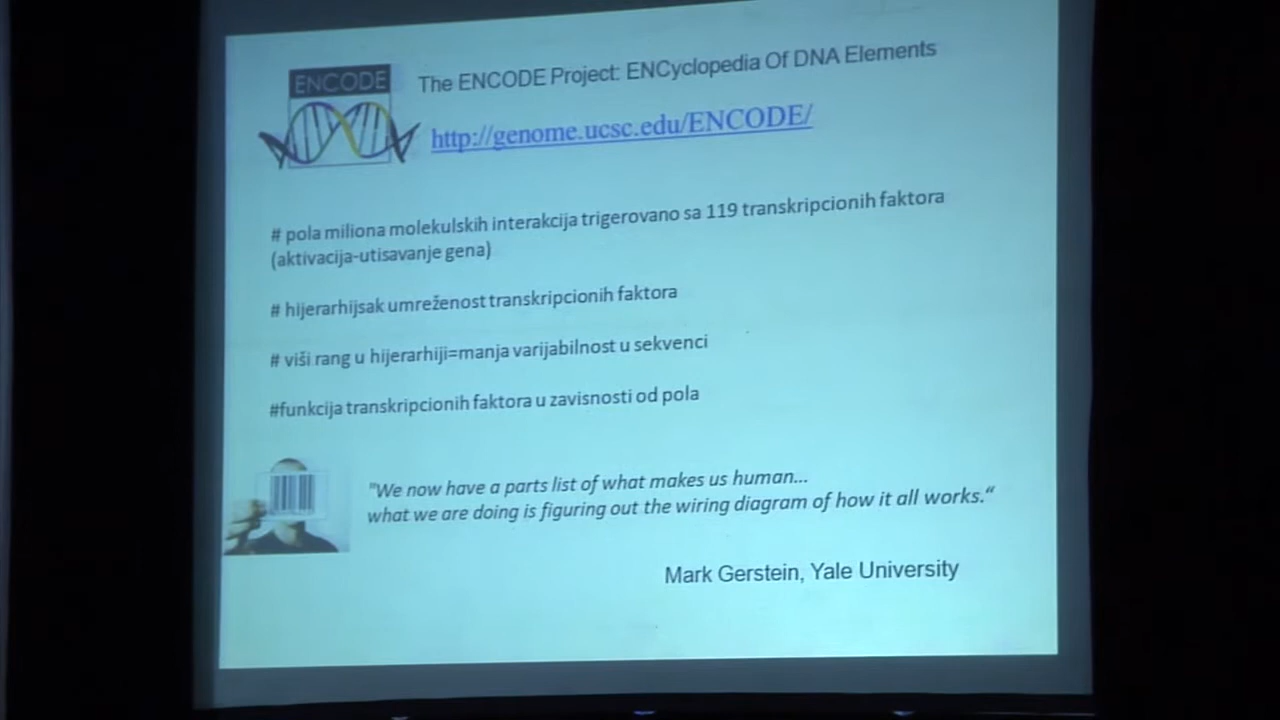 ENCODE
The ENCODE Project: ENCyclopedia Of DNA Elements
http://genome.ucsc.edu/ENCODE/
# pola miliona molekulskih interakcija trigerovano sa 119 transkripcionih faktora
(aktivacija-utisavanje gena)
# hijerarhijsak umreženost transkripcionih faktora
# viši rang u hijerarhiji=manja varijabilnost u sekvenci
#funkcija transkripcionih faktora u zavisnosti od pola
"We now have a parts list of what makes us human...
what we are doing is figuring out the wiring diagram of how it all works.“
Mark Gerstein, Yale University